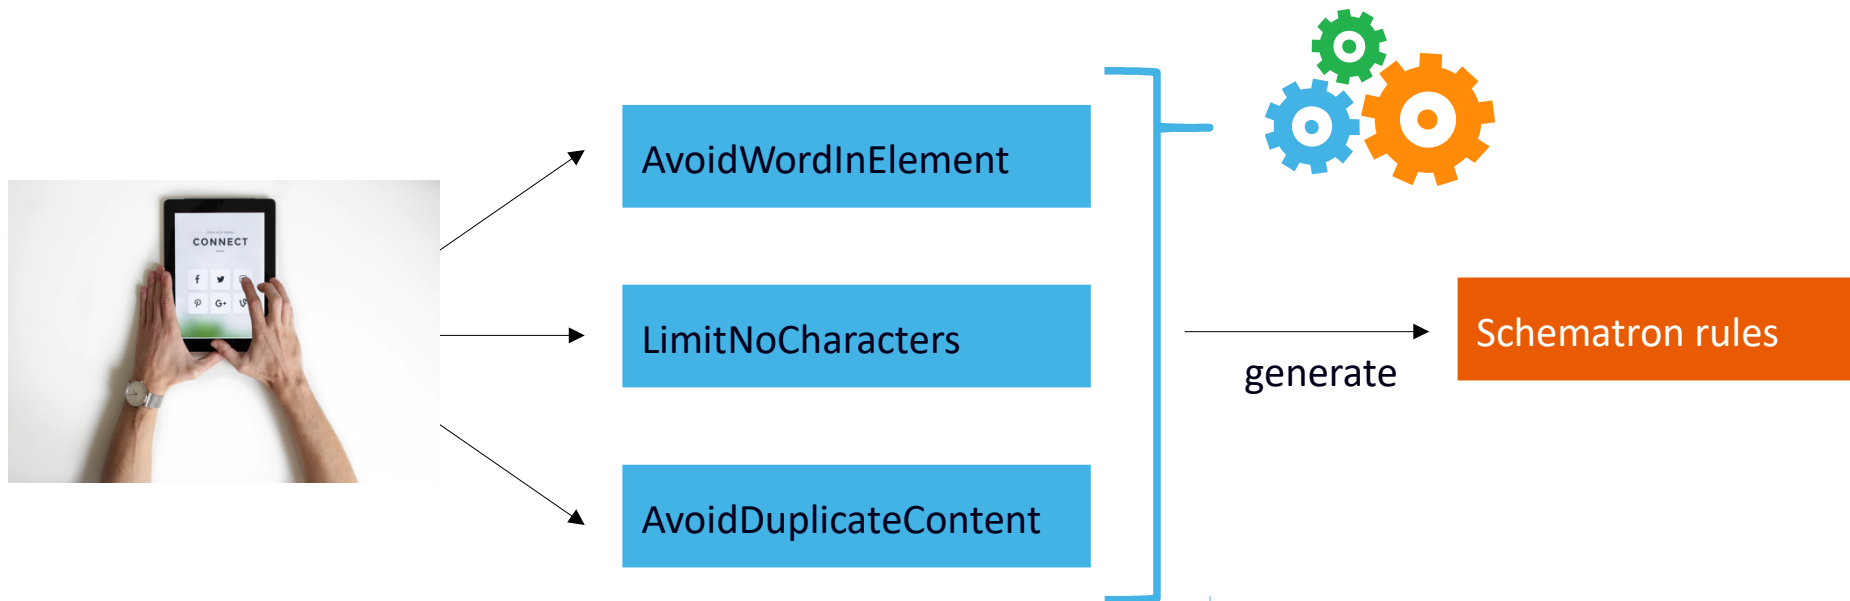 CONNECT
f
G+
AvoidWordInElement
LimitNoCharacters
AvoidDuplicateContent
generate
Schematron rules